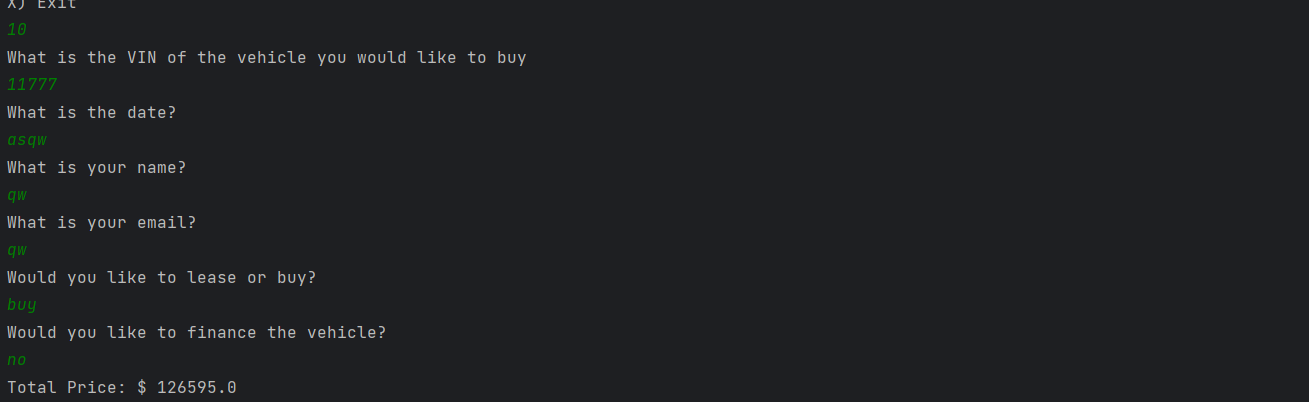 X) Exit
10
What is the VIN of the vehicle you would like to buy
11777
What is the date?
asqw
What is your name?
qw
What is your email?
qw
Would you like to lease or buy?
buy
Would you like to finance the vehicle?
no
Total Price: $ 126595.0